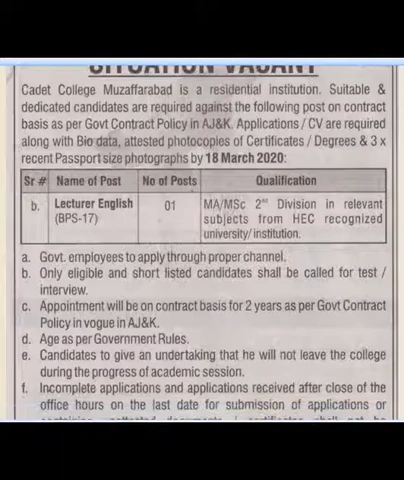 SITUATION VACANT
Cadet College Muzaffarabad is a residential institution. Suitable &
dedicated candidates are required against the following post on contract
basis as per Govt Contract Policy in AJ&K. Applications / CV are required
along with Bio data, attested photocopies of Certificates / Degrees & 3 x
recent Passport size photographs by 18 March 2020:
Sr # Name of Post No of Posts Qualification
b. Lecturer English 01 MA/MSc 2nd Division in relevant
(BPS-17) subjects from HEC recognized
university/ institution.
a. Govt. employees to apply through proper channel.
b. Only eligible and short listed candidates shall be called for test /
interview.
c. Appointment will be on contract basis for 2 years as per Govt Contract
Policy in vogue in AJ&K.
d. Age as per Government Rules.
e. Candidates to give an undertaking that he will not leave the college
during the progress of academic session.
f. Incomplete applications and applications received after close of the
office hours on the last date for submission of applications or